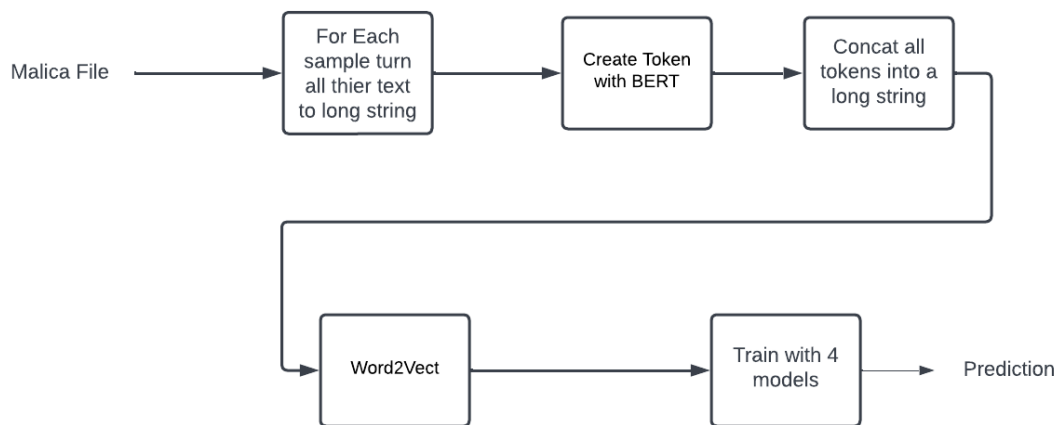 Malica File
For Each
sample turn
all thier text
to long string
Create Token
with BERT
Concat all
tokens into a
long string
Word2Vect
Train with 4
models
Prediction